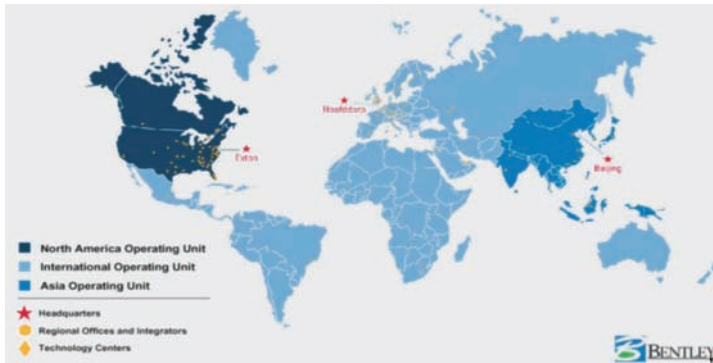 Hoofddorp
Exton
Beijing
North America Operating Unit
International Operating Unit
Asia Operating Unit
Headquarters
Regional Offices and Integrators
Technology Centers
BENTLEY